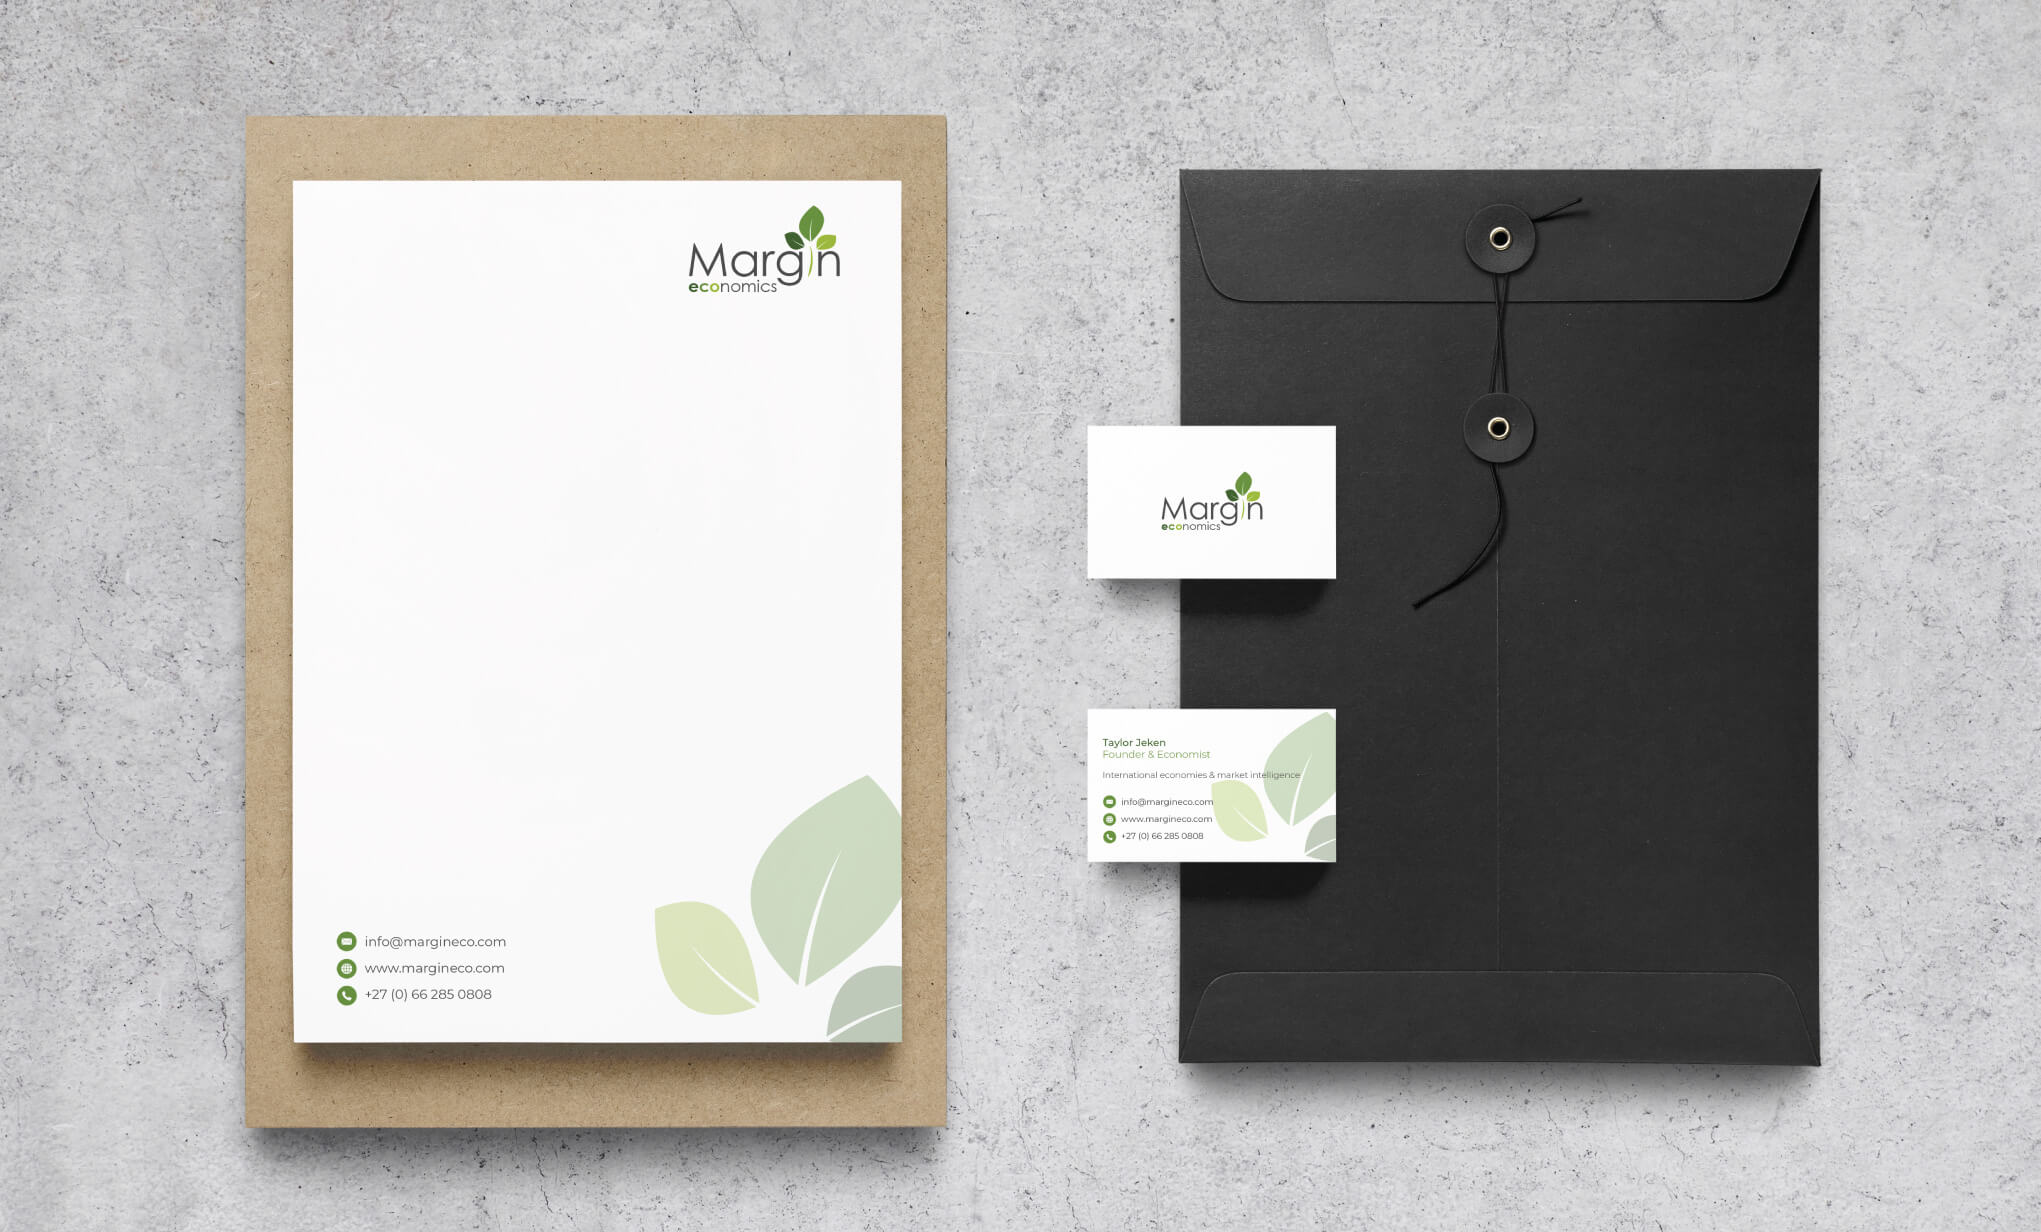 Margin
economics
info@margineco.com
www.margineco.com
+27 (0) 66 285 0808
Margin
economics
Taylor Jeken
Founder & Economist
International economies & market intelligence
info@margineco.com
www.margineco.com
+27 (0) 66 285 0808